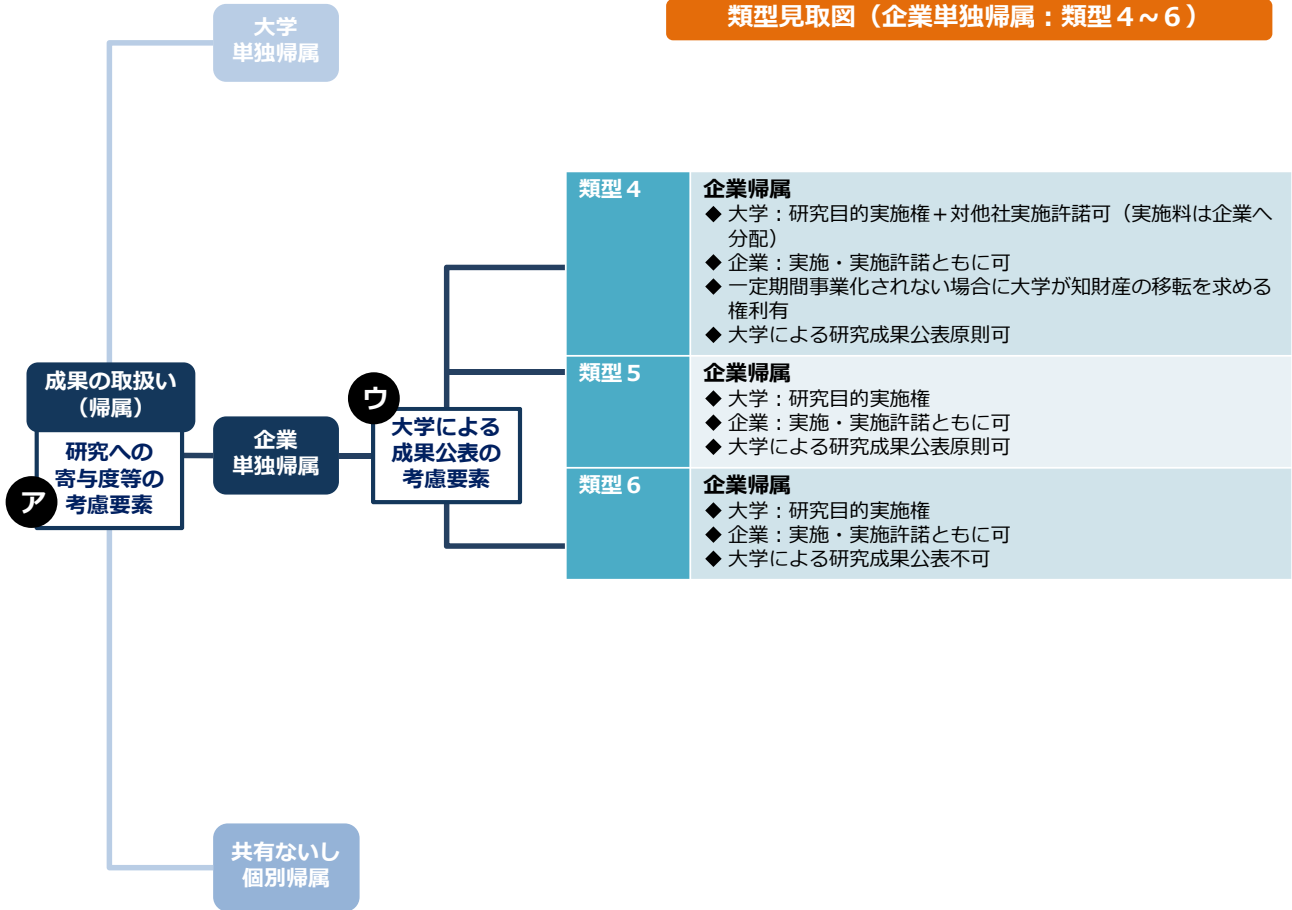 類型見取図（企業単独帰属：類型４～６）
大学
単独帰属
成果の取扱い
（帰属）
研究への
寄与度等の
考慮要素
ア
企業
単独帰属
ウ
大学による
成果公表の
考慮要素
類型４
企業帰属
◆ 大学：研究目的実施権＋対他社実施許諾可（実施料は企業へ
分配）
◆ 企業：実施・実施許諾ともに可
◆ 一定期間事業化されない場合に大学が知財産の移転を求める
権利有
◆ 大学による研究成果公表原則可
類型５
企業帰属
◆ 大学：研究目的実施権
◆ 企業：実施・実施許諾ともに可
◆ 大学による研究成果公表原則可
類型６
企業帰属
◆ 大学：研究目的実施権
◆ 企業：実施・実施許諾ともに可
◆ 大学による研究成果公表不可
共有ないし
個別帰属